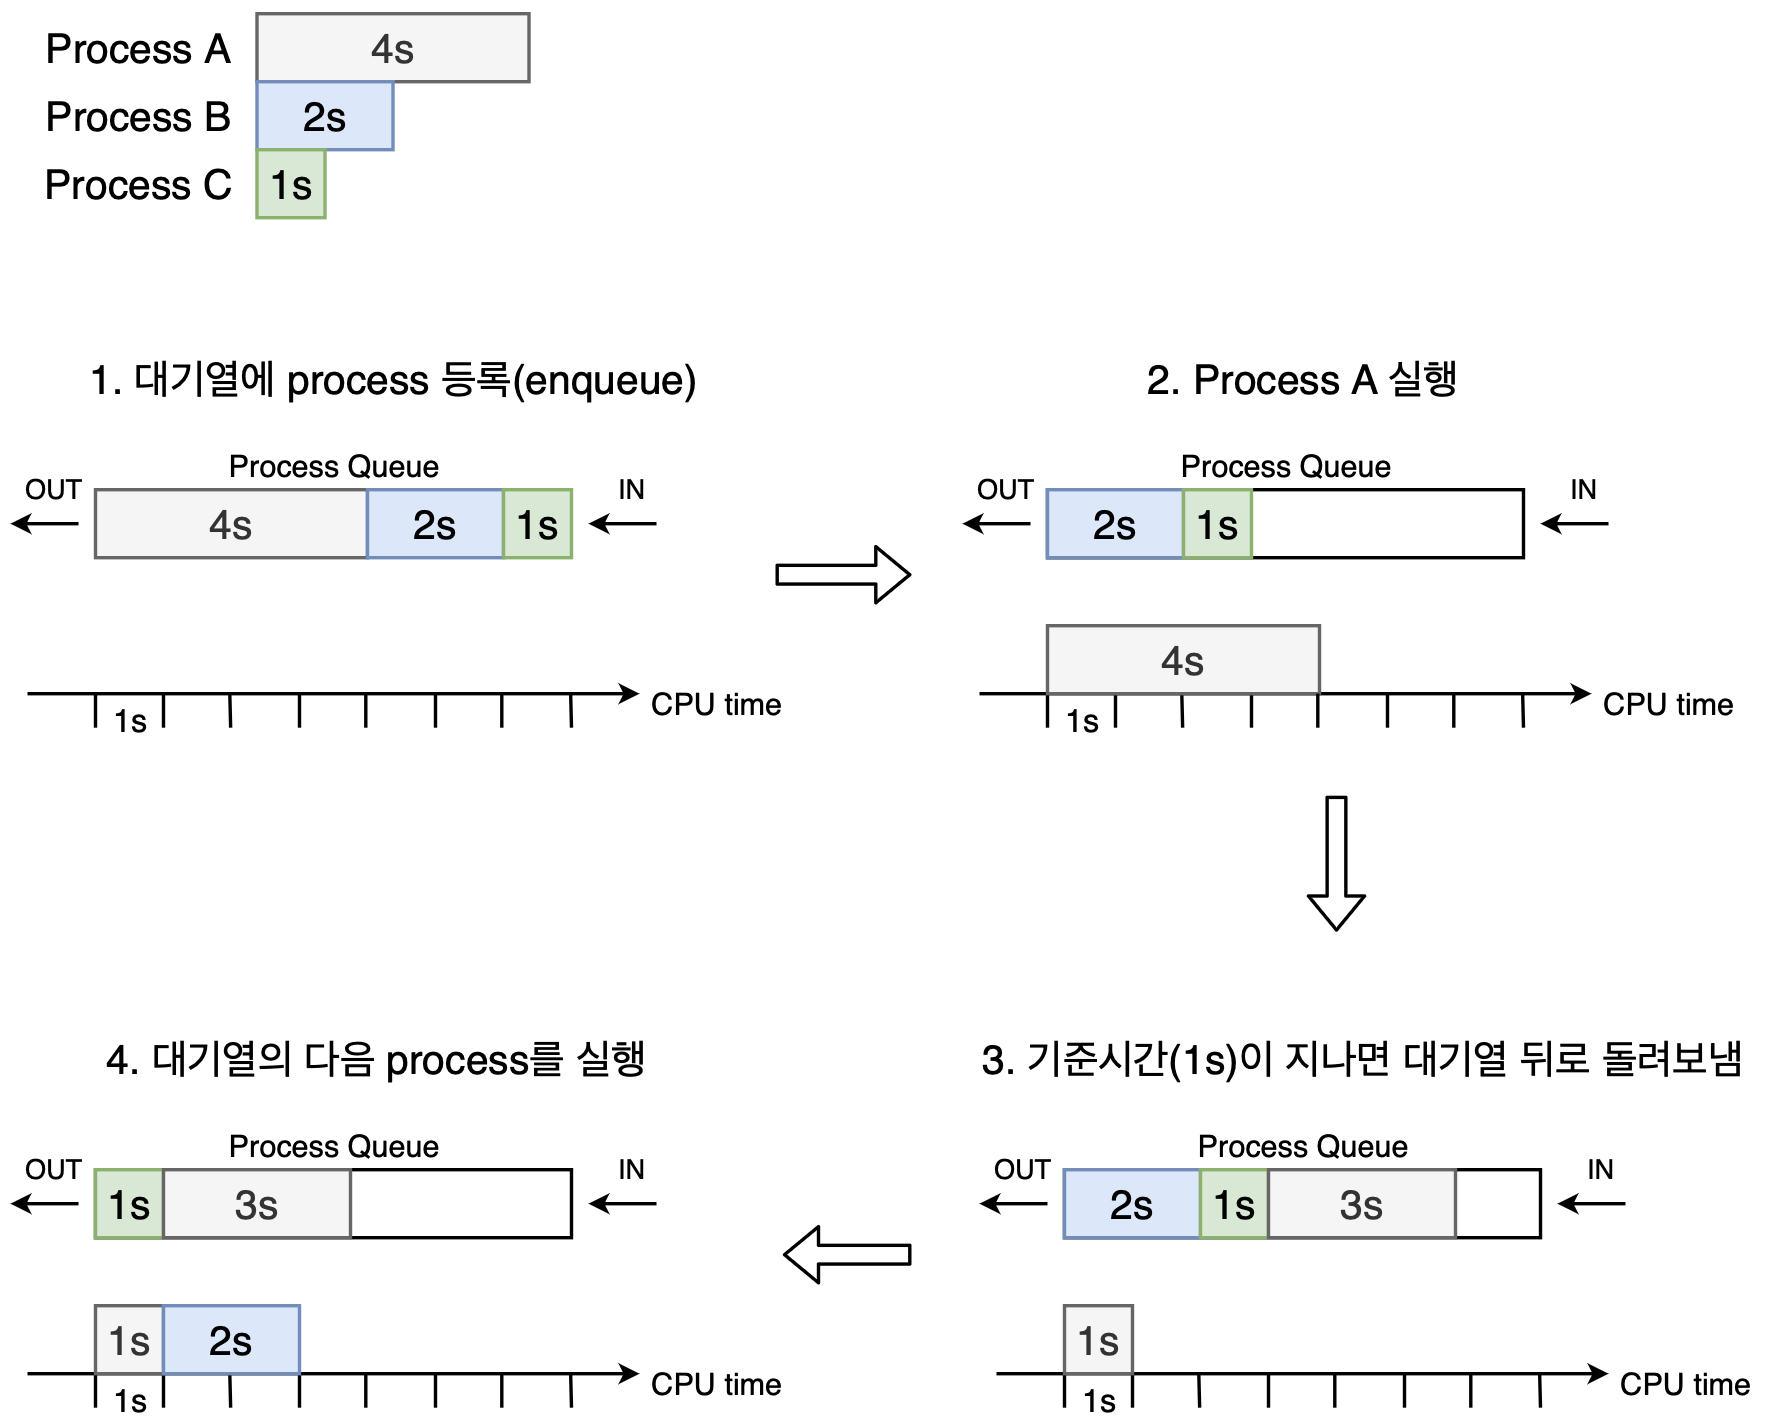 Process A
4s
Process B
2s
Process C
1s
1. 대기열에 process 등록(enqueue)
Process Queue
OUT
IN
4s
2s
1s
1s
CPU time
2. Process A 실행
Process Queue
OUT
IN
2s
1s
4s
1s
CPU time
3. 기준시간(1s)이 지나면 대기열 뒤로 돌려보냄
Process Queue
OUT
IN
2s
1s
3s
1s
1s
CPU time
4. 대기열의 다음 process를 실행
Process Queue
OUT
IN
1s
3s
1s
2s
1s
CPU time